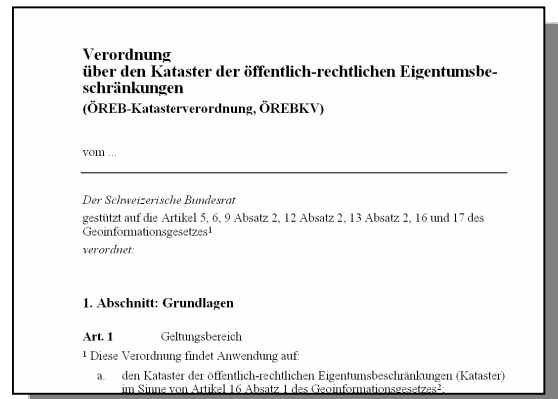 Verordnung
über den Kataster der öffentlich-rechtlichen Eigentumsbe-
schränkungen
(ÖREB-Katasterverordnung, ÖREBKV)
vom ...
Der Schweizerische Bundesrat
gestützt auf die Artikel 5, 6, 9 Absatz 2, 12 Absatz 2, 13 Absatz 2, 16 und 17 des
Geoinformationsgesetzes¹
verordnet:
1. Abschnitt: Grundlagen
Art. 1 Geltungsbereich
¹ Diese Verordnung findet Anwendung auf:
a. den Kataster der öffentlich-rechtlichen Eigentumsbeschränkungen (Kataster)
im Sinne von Artikel 16 Absatz 1 des Geoinformationsgesetzes²;